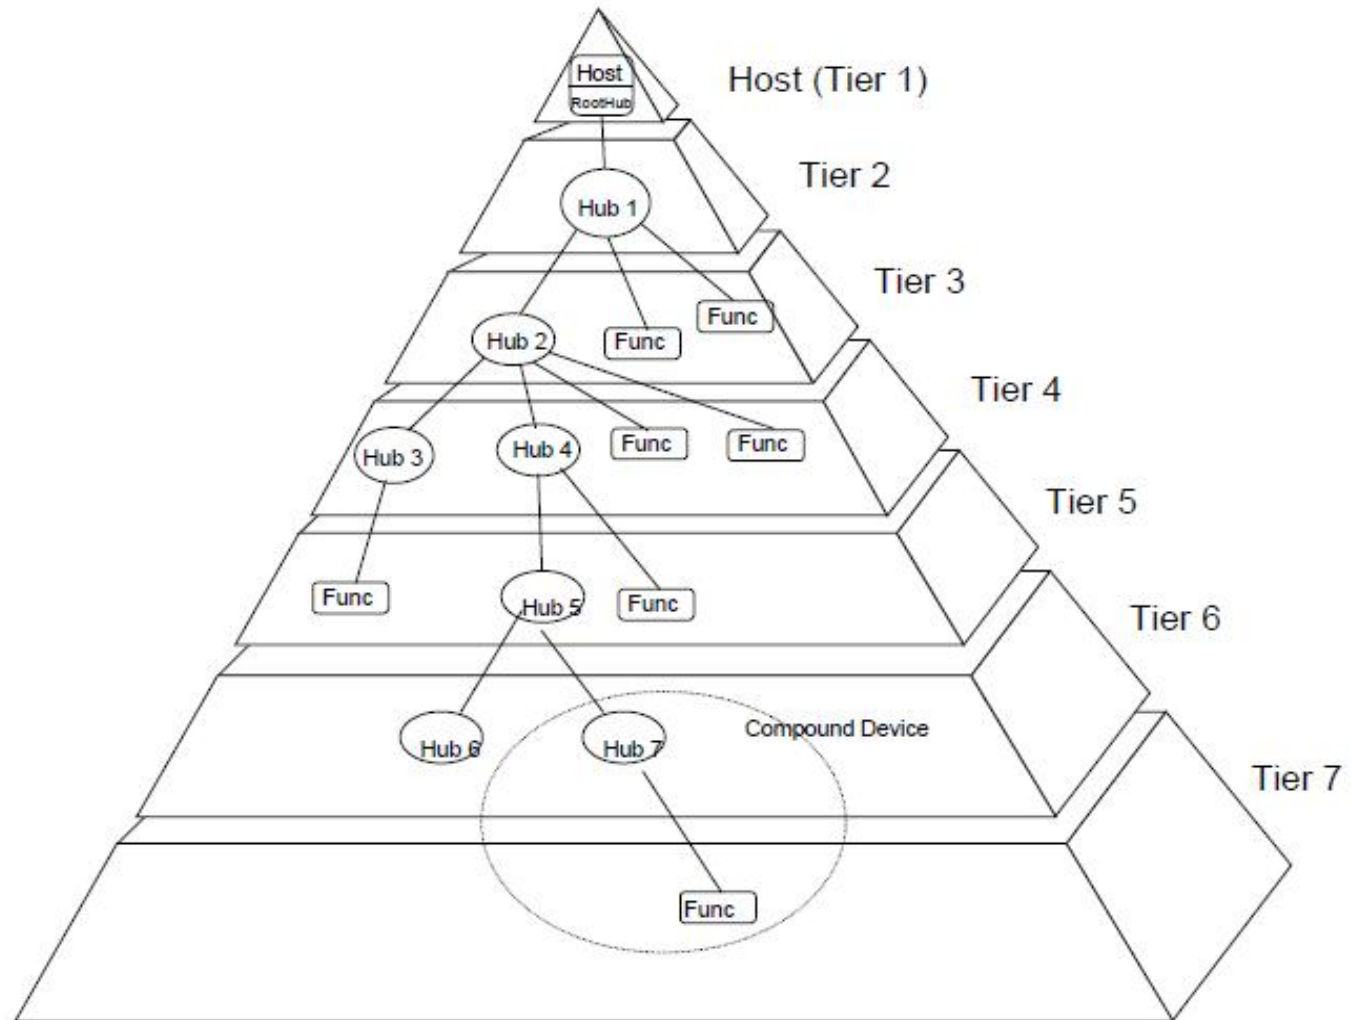 Host
RootHub
Host (Tier 1)
Hub 1
Tier 2
Hub 2
Func
Func
Tier 3
Hub 3
Hub 4
Func
Func
Tier 4
Func
Hub 5
Func
Tier 5
Hub 6
Hub 7
Compound Device
Tier 6
Func
Tier 7